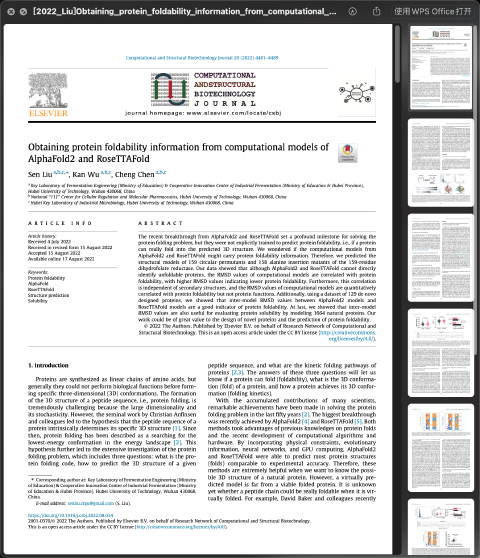 [2022_Liu]Obtaining_protein_foldability_information_from_computational_...
使用WPS Office打开
Computational and Structural Biotechnology Journal 20 (2022) 4481–4489
COMPUTATIONAL
ANDSTRUCTURAL
BIOTECHNOLOGY
JOURNAL
ELSEVIER
journal homepage: www.elsevier.com/locate/csbj
Obtaining protein foldability information from computational models of
AlphaFold2 and RoseTTAFold
Sen Liu a,b,c,*, Kan Wu a,b,c, Cheng Chen a,b,c
a Key Laboratory of Fermentation Engineering (Ministry of Education) & Cooperative Innovation Center of Industrial Fermentation (Ministry of Education & Hubei Province),
Hubei University of Technology, Wuhan 430068, China
b National "111" Center for Cellular Regulation and Molecular Pharmaceutics, Hubei University of Technology, Wuhan 430068, China
c Hubei Key Laboratory of Industrial Microbiology, Hubei University of Technology, Wuhan 430068, China
ARTICLE INFO
Article history:
Received 4 July 2022
Received in revised form 15 August 2022
Accepted 15 August 2022
Available online 17 August 2022
Keywords:
Protein foldability
AlphaFold
RoseTTAFold
Structure prediction
Solubility
ABSTRACT
The recent breakthrough from AlphaFold2 and RoseTTAFold set a profound milestone for solving the
protein folding problem, but they were not explicitly trained to predict protein foldability, i.e., if a protein
can really fold into the predicted 3D structure. We wondered if the computational models from
AlphaFold2 and RoseTTAFold might carry protein foldability information. Therefore, we predicted the
structural models of 159 circular permutants and 158 alanine insertion mutants of the 159-residue
dihydrofolate reductase. Our data showed that although AlphaFold2 and RoseTTAFold cannot directly
identify unfoldable proteins, the RMSD values of computational models are correlated with protein
foldability, with higher RMSD values indicating lower protein foldability. Furthermore, this correlation
is independent of secondary structures, and the RMSD values of computational models are quantitatively
correlated with protein foldability but not protein functions. Additionally, using a dataset of 129 de novo
designed proteins, we showed that inter-model RMSD values between AlphaFold2 models and
RoseTTAFold models are a good indicator of protein foldability. At last, we showed that inter-model
RMSD values are also useful for evaluating protein solubility by modeling 1664 natural proteins. Our
work could be of great value to the design of novel proteins and the prediction of protein foldability.
© 2022 The Authors. Published by Elsevier B.V. on behalf of Research Network of Computational and
Structural Biotechnology. This is an open access article under the CC BY license (http://creativecommons.
org/licenses/by/4.0/).
1. Introduction
Proteins are synthesized as linear chains of amino acids, but
generally they could not perform biological functions before form-
ing specific three-dimensional (3D) conformations. The formation
of the 3D structure of a peptide sequence, i.e., protein folding, is
tremendously challenging because the large dimensionality and
its stochasticity. However, the seminal work by Christian Anfinsen
and colleagues led to the hypothesis that the peptide sequence of a
protein intrinsically determines its specific 3D structure [1]. Since
then, protein folding has been described as a searching for the
lowest-energy conformation in the energy landscape [2]. This
hypothesis further led to the extensive investigation of the protein
folding problem, which includes three questions: what is the pro-
tein folding code, how to predict the 3D structure of a given
* Corresponding author at: Key Laboratory of Fermentation Engineering (Ministry
of Education) & Cooperative Innovation Center of Industrial Fermentation (Ministry
of Education & Hubei Province), Hubei University of Technology, Wuhan 430068,
China.
E-mail address: senliu.ctgu@gmail.com (S. Liu).
peptide sequence, and what are the kinetic folding pathways of
proteins [2,3]. The answers of these three questions will let us
know if a protein can fold (foldability), what is the 3D conforma-
tion (fold) of a protein, and how a protein achieves its 3D confor-
mation (folding kinetics).
With the accumulated contributions of many scientists,
remarkable achievements have been made in solving the protein
folding problem in the last fifty years [2]. The biggest breakthrough
was recently achieved by AlphaFold2 [4] and RoseTTAFold [5]. Both
methods took advantages of previous knowledges on protein folds
and the recent development of computational algorithms and
hardware. By incorporating physical constraints, evolutionary
information, neural networks, and GPU computing, AlphaFold2
and RoseTTAFold were able to predict most protein structures
(folds) comparable to experimental accuracy. Therefore, these
methods are extremely helpful when we want to know the possi-
ble 3D structure of a natural protein. However, a virtually pre-
dicted model is far from a viable folded protein. It is unknown
yet whether a peptide chain could be really foldable when it is vir-
tually folded. For example, David Baker and colleagues recently
https://doi.org/10.1016/j.csbj.2022.08.034
2001-0370/© 2022 The Authors. Published by Elsevier B.V. on behalf of Research Network of Computational and Structural Biotechnology.
This is an open access article under the CC BY license (http://creativecommons.org/licenses/by/4.0/).